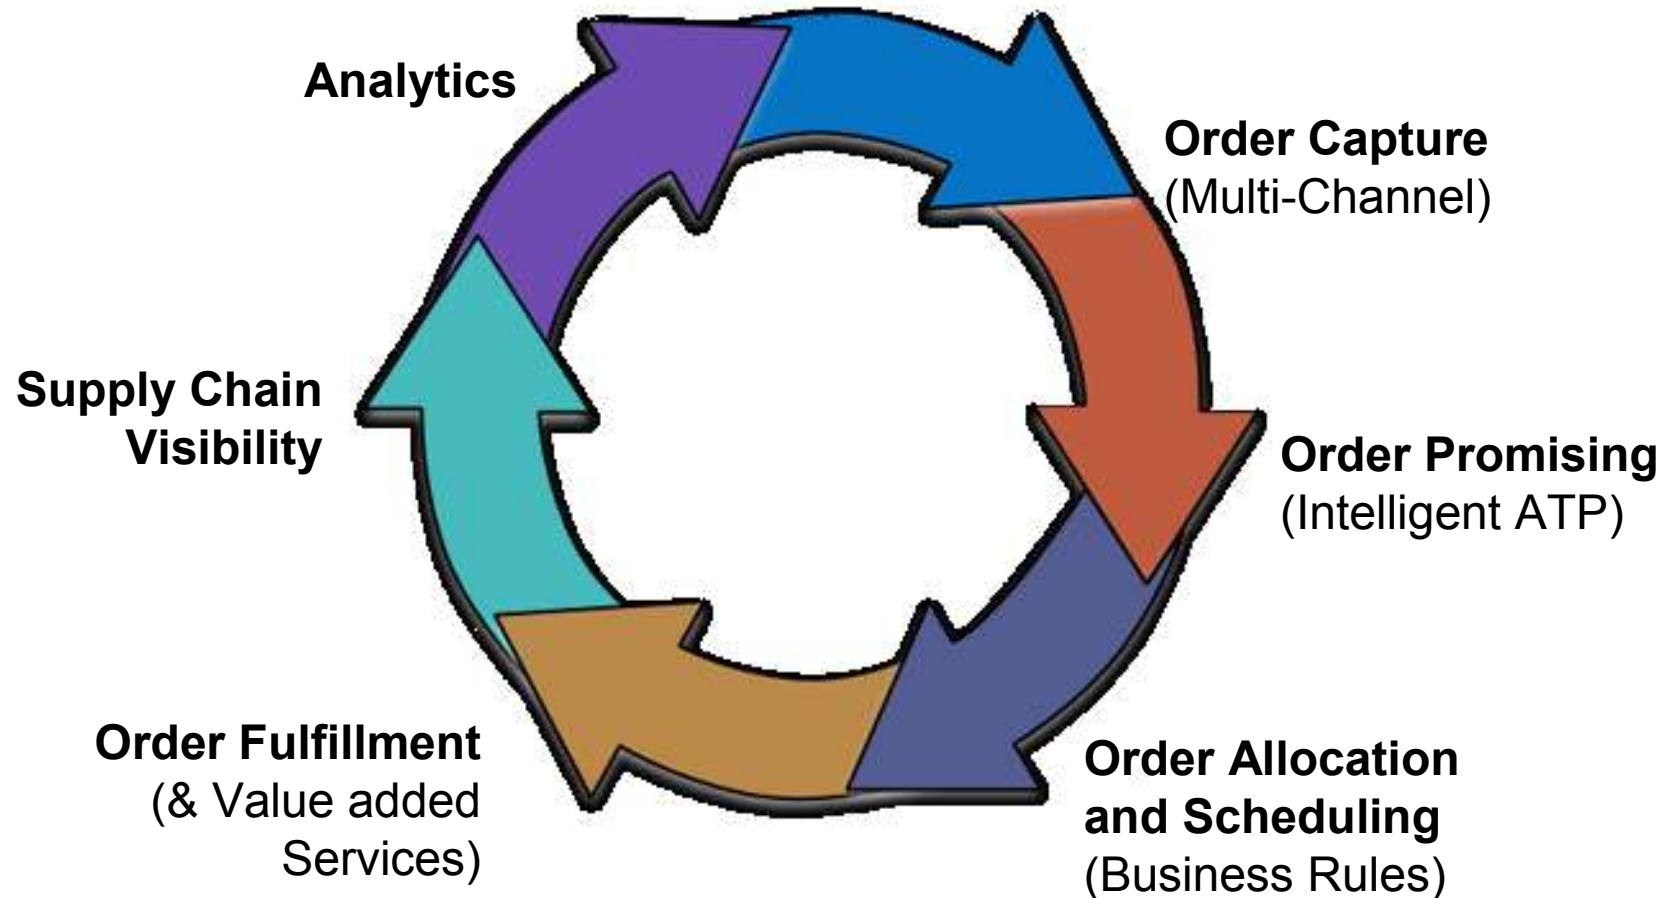 Analytics
Order Capture
(Multi-Channel)
Order Promising
(Intelligent ATP)
Order Allocation
and Scheduling
(Business Rules)
Order Fulfillment
(& Value added
Services)
Supply Chain
Visibility